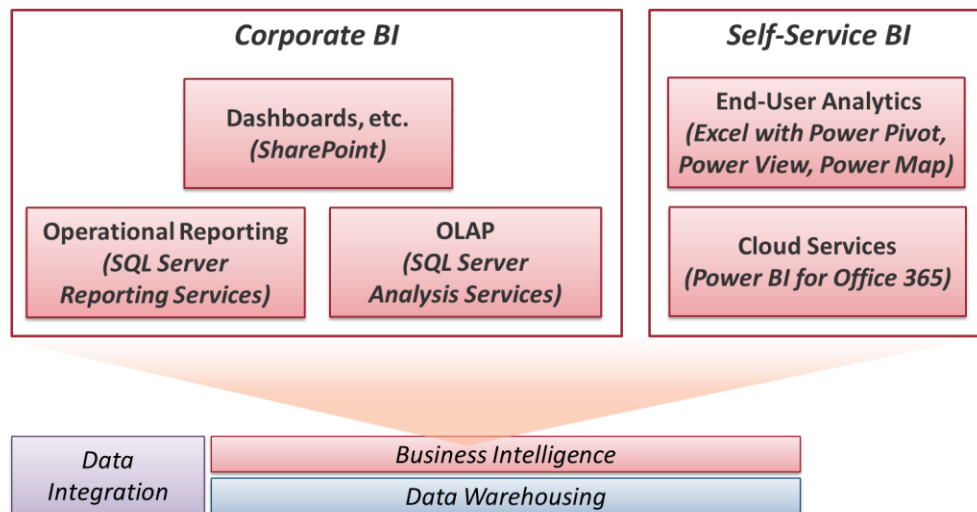 Corporate BI
Dashboards, etc.
(SharePoint)
Operational Reporting
(SQL Server
Reporting Services)
OLAP
(SQL Server
Analysis Services)
Self-Service BI
End-User Analytics
(Excel with Power Pivot,
Power View, Power Map)
Cloud Services
(Power BI for Office 365)
Data
Integration
Business Intelligence
Data Warehousing